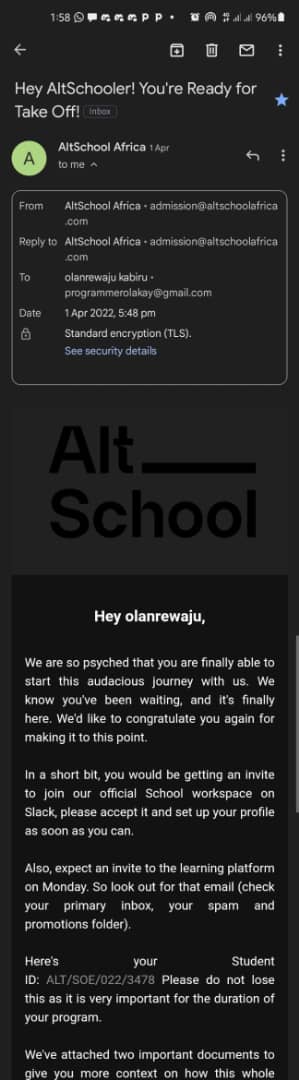 1:58
96%
Hey AltSchooler! You're Ready for
Take Off! Inbox
A
AltSchool Africa 1 Apr
to me
From AltSchool Africa • admission@altschoolafrica
.com
Reply to AltSchool Africa • admission@altschoolafrica
.com
To olanrewaju kabiru •
programmerolakay@gmail.com
Date 1 Apr 2022, 5:48 pm
Standard encryption (TLS).
See security details
Alt
School
Hey olanrewaju,
We are so psyched that you are finally able to
start this audacious journey with us. We
know you've been waiting, and it's finally
here. We'd like to congratulate you again for
making it to this point.
In a short bit, you would be getting an invite
to join our official School workspace on
Slack, please accept it and set up your profile
as soon as you can.
Also, expect an invite to the learning platform
on Monday. So look out for that email (check
your primary inbox, your spam and
promotions folder).
Here's your Student
ID: ALT/SOE/022/3478 Please do not lose
this as it is very important for the duration of
your program.
We've attached two important documents to
give you more context on how this whole